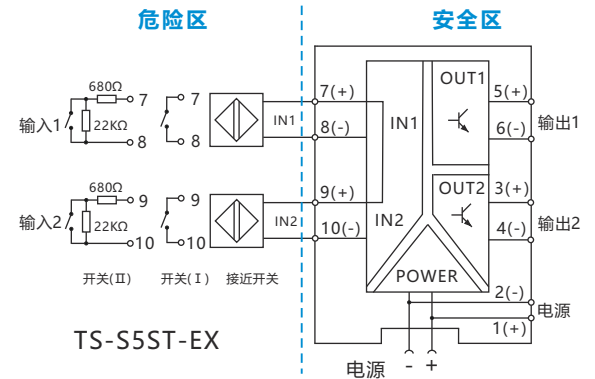 危险区
安全区
680Ω
7
22KΩ
8
输入1
7
8
IN1
7(+)
8(-)
IN1
OUT1
5(+)
6(-)
输出1
680Ω
9
22KΩ
10
输入2
9
10
IN2
9(+)
10(-)
IN2
OUT2
3(+)
4(-)
输出2
开关(Ⅱ)
开关(Ⅰ)
接近开关
POWER
2(-)
1(+)
电源
TS-S5ST-EX
电源 - +